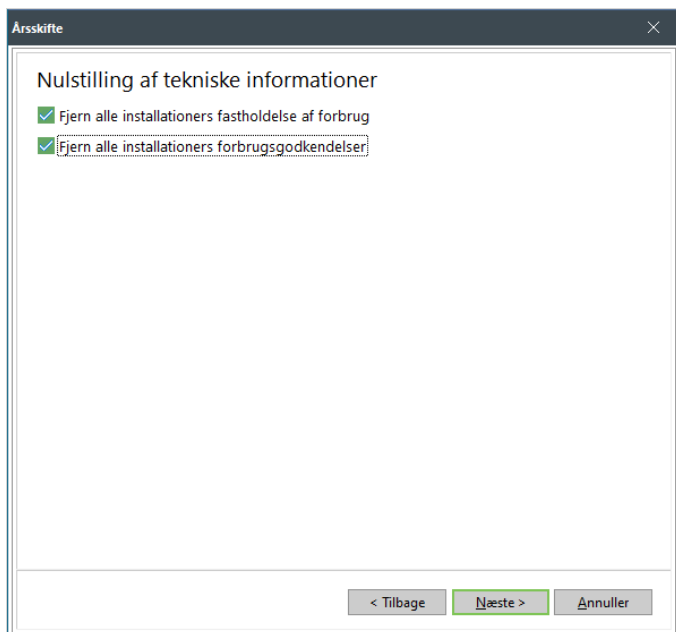 Årsskifte
Nulstilling af tekniske informationer
Fjern alle installationers fastholdelse af forbrug
Fjern alle installationers forbrugsgodkendelser
< Tilbage
Næste >
Annuller